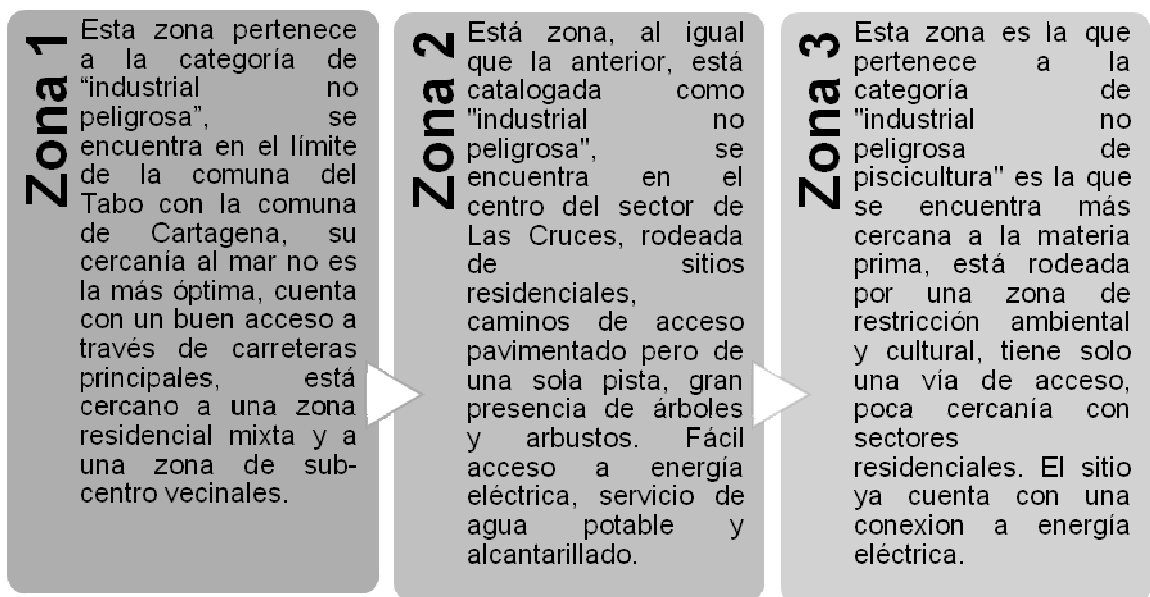 Zona 1
Esta zona pertenece
a la categoría de
“industrial no
peligrosa”, se
encuentra en el límite
de la comuna del
Tabo con la comuna
de Cartagena, su
cercanía al mar no es
la más óptima, cuenta
con un buen acceso a
través de carreteras
principales, está
cercano a una zona
residencial mixta y a
una zona de sub-
centro vecinales.
Zona 2
Está zona, al igual
que la anterior, está
catalogada como
"industrial no
peligrosa", se
encuentra en el
centro del sector de
Las Cruces, rodeada
de sitios
residenciales,
caminos de acceso
pavimentado pero de
una sola pista, gran
presencia de árboles
y arbustos. Fácil
acceso a energía
eléctrica, servicio de
agua potable y
alcantarillado.
Zona 3
Esta zona es la que
pertenece a la
categoría de
"industrial no
peligrosa de
piscicultura" es la que
se encuentra más
cercana a la materia
prima, está rodeada
por una zona de
restricción ambiental
y cultural, tiene solo
una vía de acceso,
poca cercanía con
sectores
residenciales. El sitio
ya cuenta con una
conexion a energía
eléctrica.